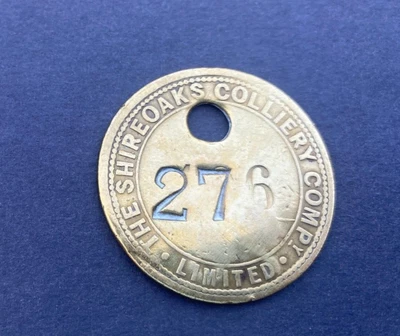 THE SHIREOAKS COLLIERY COMPY
276
· LIMITED ·